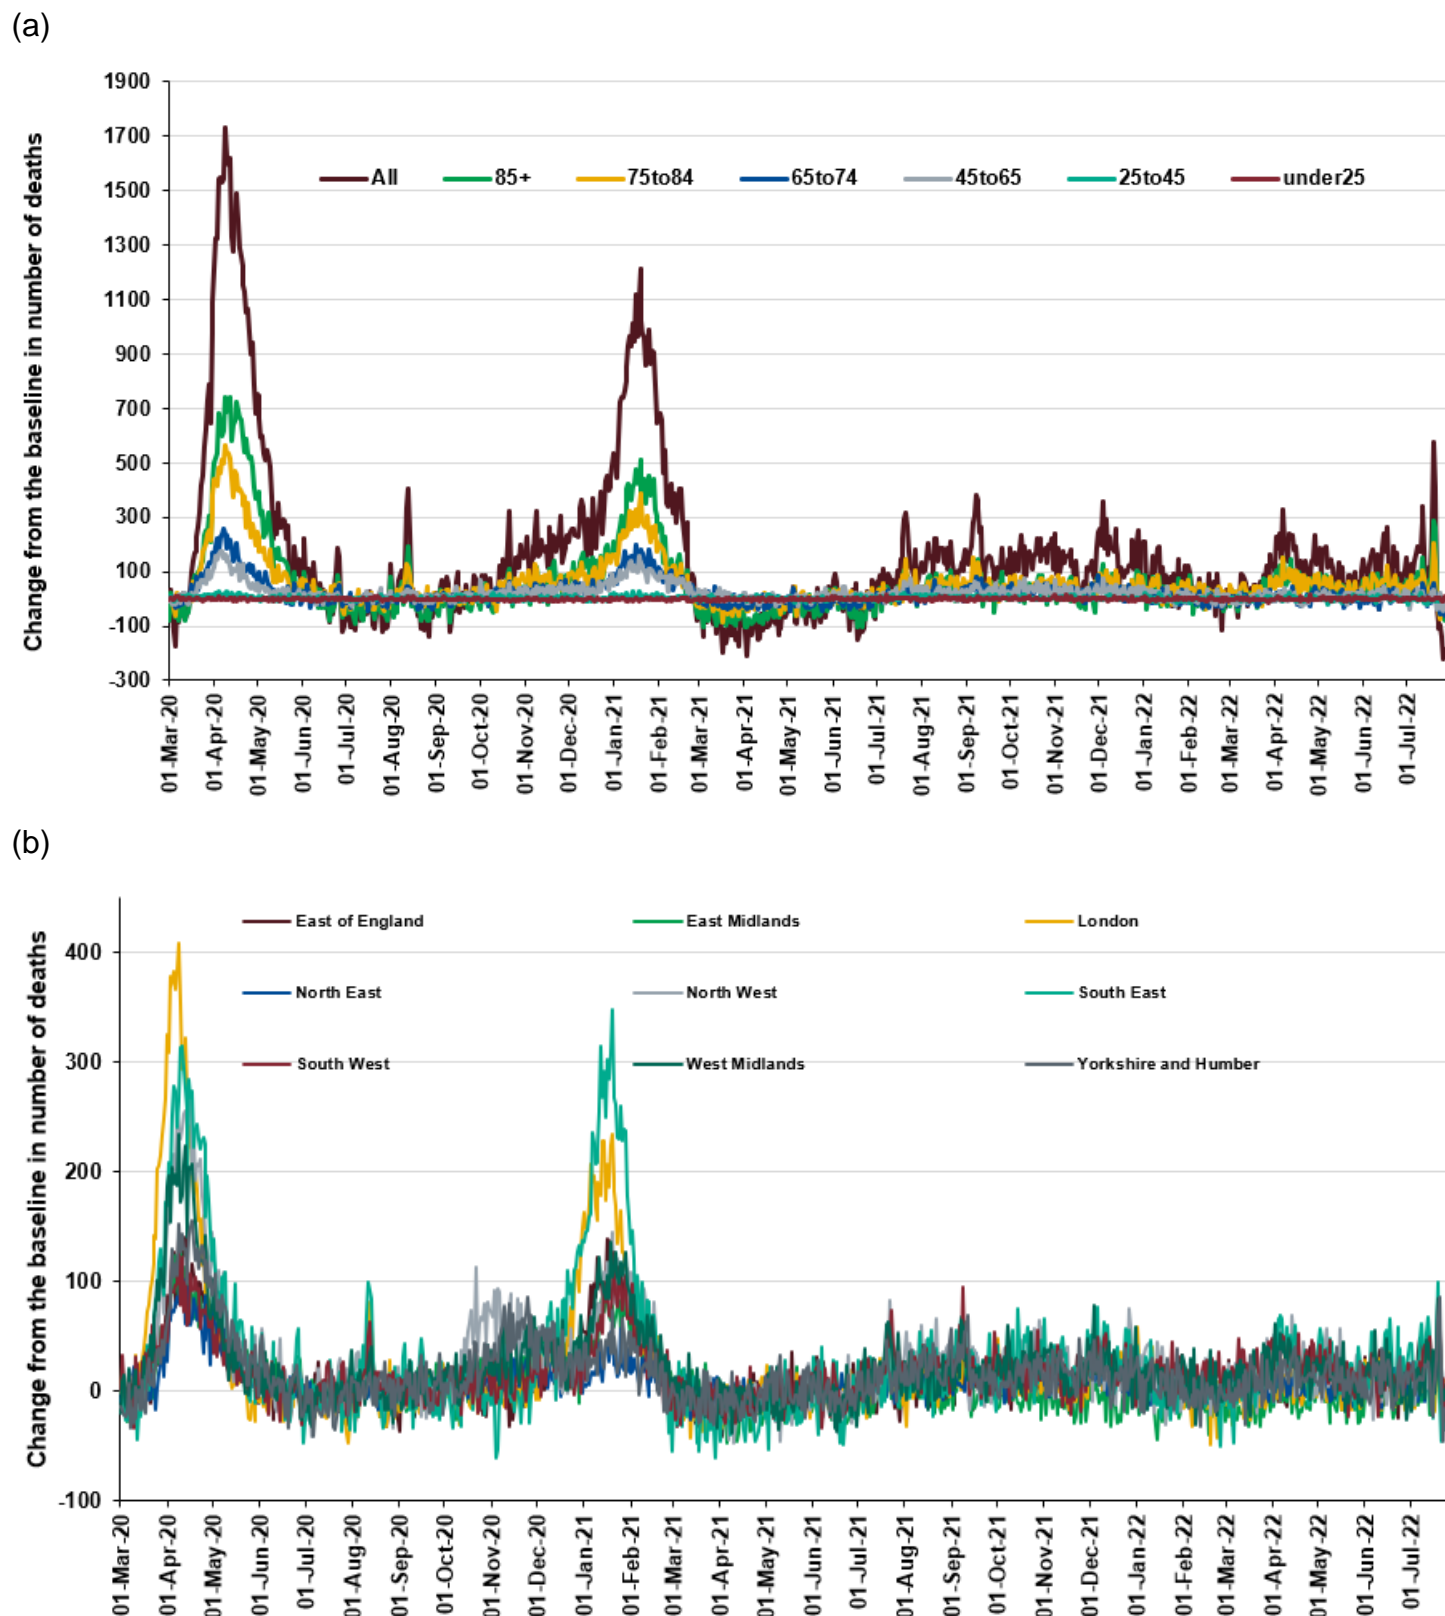 (a)
Change from the baseline in number of deaths
1900
1700
1500
1300
1100
900
700
500
300
100
-100
-300
All 85+ 75to84 65to74 45to65 25to45 under25
01-Mar-20 01-Apr-20 01-May-20 01-Jun-20 01-Jul-20 01-Aug-20 01-Sep-20 01-Oct-20 01-Nov-20 01-Dec-20 01-Jan-21 01-Feb-21 01-Mar-21 01-Apr-21 01-May-21 01-Jun-21 01-Jul-21 01-Aug-21 01-Sep-21 01-Oct-21 01-Nov-21 01-Dec-21 01-Jan-22 01-Feb-22 01-Mar-22 01-Apr-22 01-May-22 01-Jun-22 01-Jul-22
(b)
Change from the baseline in number of deaths
400
300
200
100
0
-100
East of England East Midlands London
North East North West South East
South West West Midlands Yorkshire and Humber
01-Mar-20 01-Apr-20 01-May-20 01-Jun-20 01-Jul-20 01-Aug-20 01-Sep-20 01-Oct-20 01-Nov-20 01-Dec-20 01-Jan-21 01-Feb-21 01-Mar-21 01-Apr-21 01-May-21 01-Jun-21 01-Jul-21 01-Aug-21 01-Sep-21 01-Oct-21 01-Nov-21 01-Dec-21 01-Jan-22 01-Feb-22 01-Mar-22 01-Apr-22 01-May-22 01-Jun-22 01-Jul-22